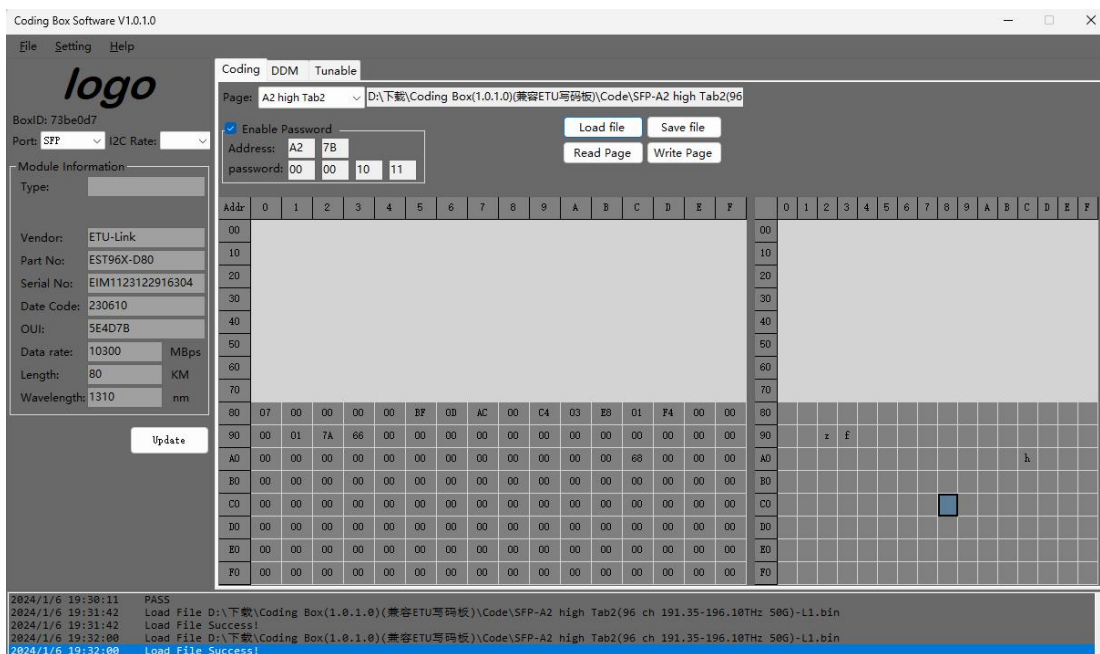 Coding Box Software V1.0.1.0
File Setting Help
logo
BoxID: 73be0d7
Port: SFP I2C Rate:
Module Information
Type:
Vendor: ETU-Link
Part No: EST96X-D80
Serial No: EIM1123122916304
Date Code: 230610
OUI: 5E4D7B
Data rate: 10300 MBps
Length: 80 KM
Wavelength: 1310 nm
Update
Coding DDM Tunable
Page: A2 high Tab2 D:\下载\Coding Box(1.0.1.0)(兼容ETU写码板)\Code\SFP-A2 high Tab2(96
Enable Password
Address: A2 7B
password: 00 00 10 11
Load file Save file
Read Page Write Page
Addr 0 1 2 3 4 5 6 7 8 9 A B C D E F
00
10
20
30
40
50
60
70
80 07 00 00 00 00 BF 0D AC 00 C4 03 E8 01 F4 00 00
90 00 01 7A 66 00 00 00 00 00 00 00 00 00 00 00 00
A0 00 00 00 00 00 00 00 00 00 00 00 00 68 00 00 00
B0 00 00 00 00 00 00 00 00 00 00 00 00 00 00 00 00
C0 00 00 00 00 00 00 00 00 00 00 00 00 00 00 00 00
D0 00 00 00 00 00 00 00 00 00 00 00 00 00 00 00 00
E0 00 00 00 00 00 00 00 00 00 00 00 00 00 00 00 00
F0 00 00 00 00 00 00 00 00 00 00 00 00 00 00 00 00
0 1 2 3 4 5 6 7 8 9 A B C D E F
00
10
20
30
40
50
60
70
80
90 z f
A0 h
B0
C0
D0
E0
F0
2024/1/6 19:30:11 PASS
2024/1/6 19:31:42 Load File D:\下载\Coding Box(1.0.1.0)(兼容ETU写码板)\Code\SFP-A2 high Tab2(96 ch 191.35-196.10THz 50G)-L1.bin
2024/1/6 19:31:42 Load File Success!
2024/1/6 19:32:00 Load File D:\下载\Coding Box(1.0.1.0)(兼容ETU写码板)\Code\SFP-A2 high Tab2(96 ch 191.35-196.10THz 50G)-L1.bin
2024/1/6 19:32:00 Load File Success!